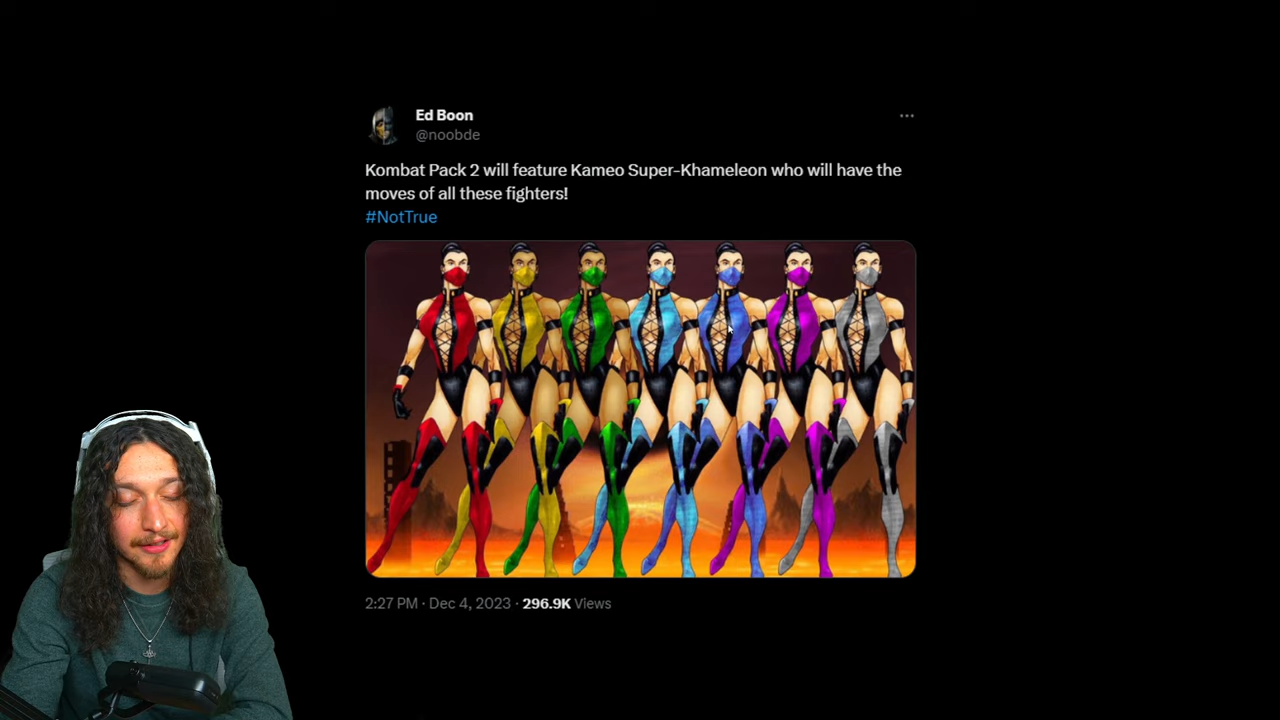 Ed Boon
@noobde
Kombat Pack 2 will feature Kameo Super-Khameleon who will have the
moves of all these fighters!
#NotTrue
2:27 PM · Dec 4, 2023 · 296.9K Views